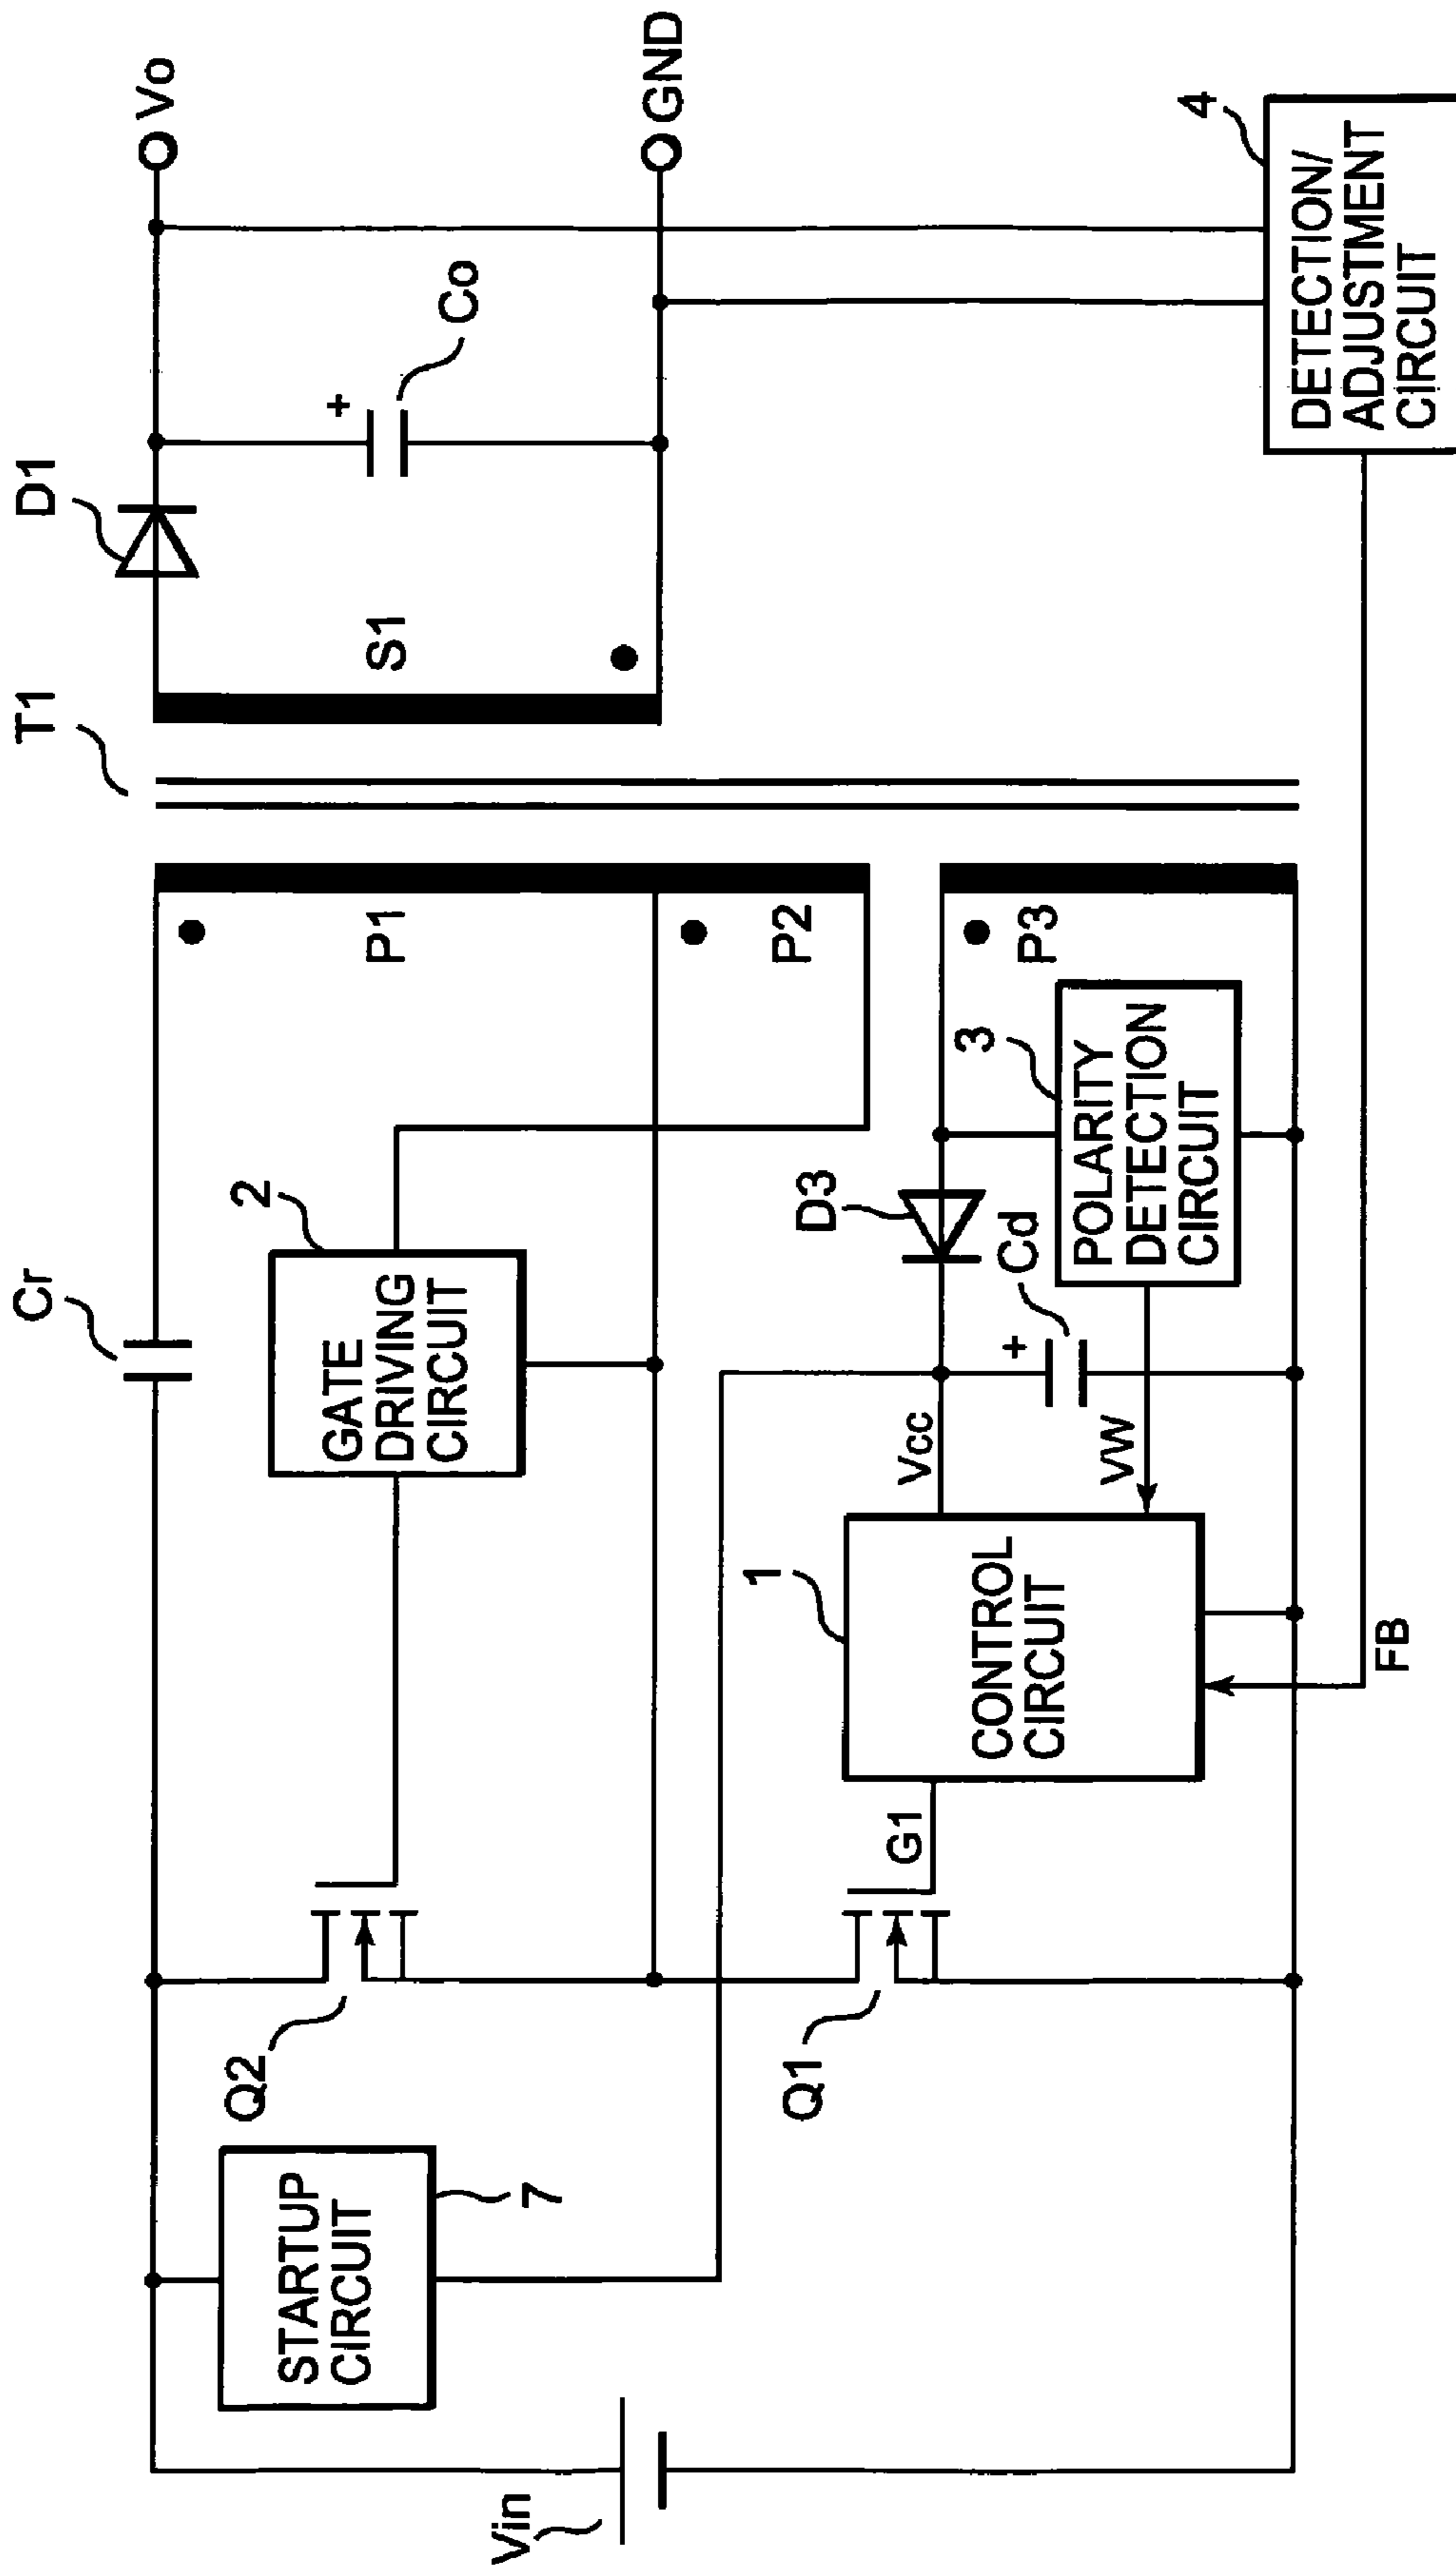 T1
D1
Vo
Cr
S1
+
Co
GND
P1
2
GATE
DRIVING
CIRCUIT
Q2
STARTUP
CIRCUIT
7
Vin
P2
D3
3
P3
POLARITY
DETECTION
CIRCUIT
Cd
+
Vcc
VW
1
CONTROL
CIRCUIT
G1
Q1
FB
4
DETECTION/
ADJUSTMENT
CIRCUIT